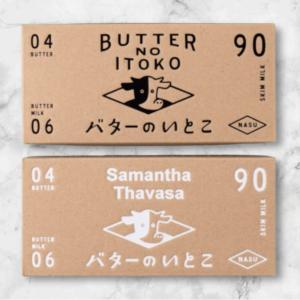 04
BUTTER
BUTTER
NO
ITOKO
90
SKIM MILK
BUTTER
MILK
06
バターのいとこ
NASU
04
BUTTER
Samantha
Thavasa
90
SKIM MILK
BUTTER
MILK
06
バターのいとこ
NASU